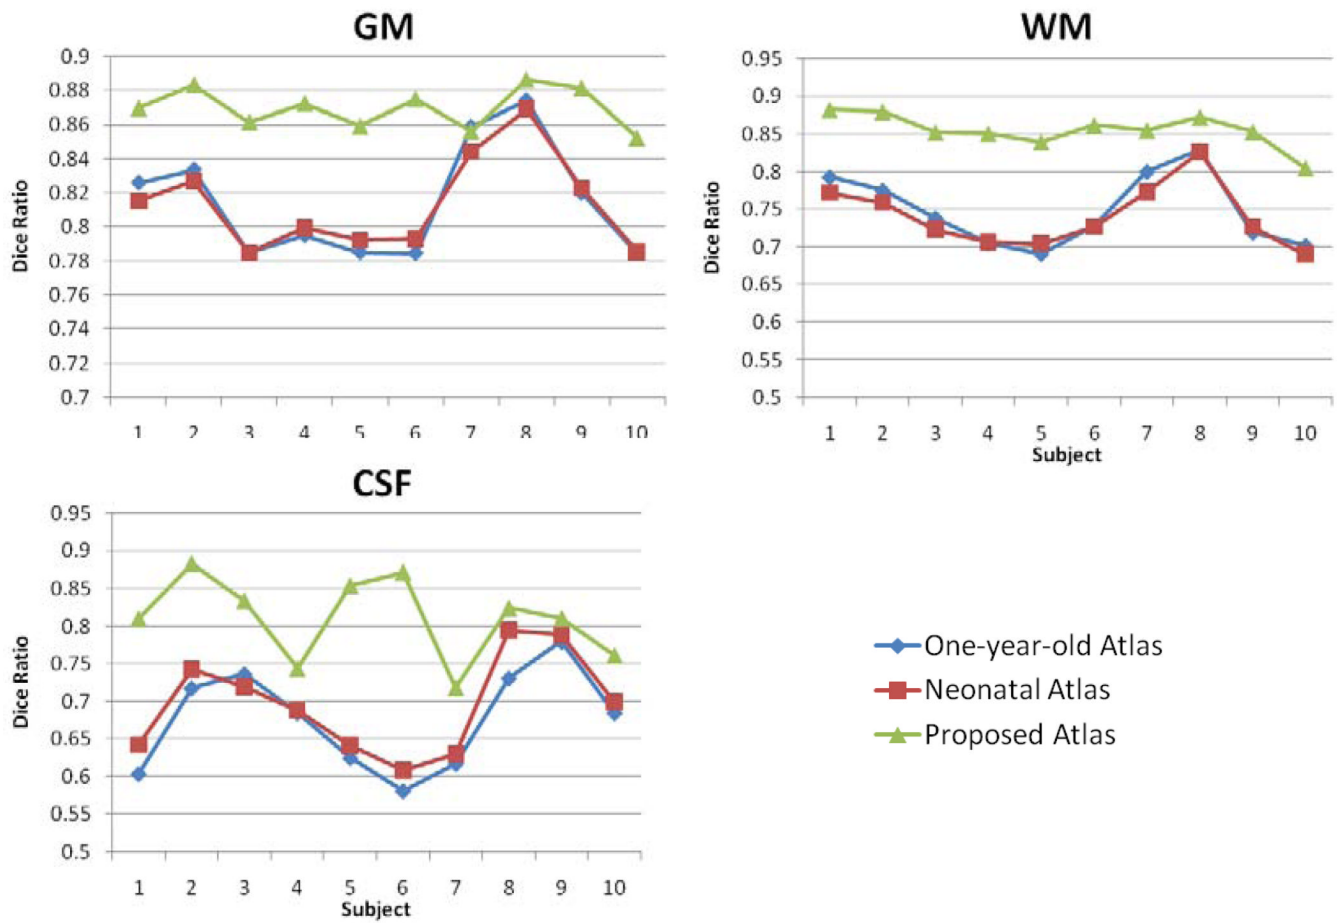 GM
0.9
0.88
0.86
0.84
0.82
0.8
0.78
0.76
0.74
0.72
0.7
Dice Ratio
1 2 3 4 5 6 7 8 9 10
WM
0.95
0.9
0.85
0.8
0.75
0.7
0.65
0.6
0.55
0.5
Dice Ratio
1 2 3 4 5 6 7 8 9 10
Subject
CSF
0.95
0.9
0.85
0.8
0.75
0.7
0.65
0.6
0.55
0.5
Dice Ratio
1 2 3 4 5 6 7 8 9 10
Subject
One-year-old Atlas
Neonatal Atlas
Proposed Atlas